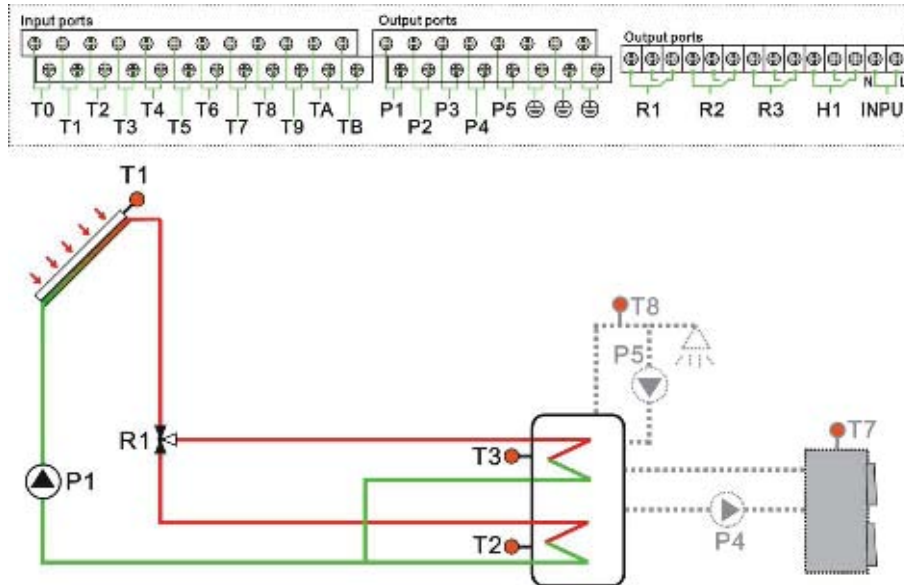 Input ports
Output ports
Output ports
T0 T2 T4 T6 T8 TA P1 P3 P5
T1 T3 T5 T7 T9 TB P2 P4
R1 R2 R3 H1 INPU
N L
T1
T8
P5
R1
T3
T7
P1
T2
P4